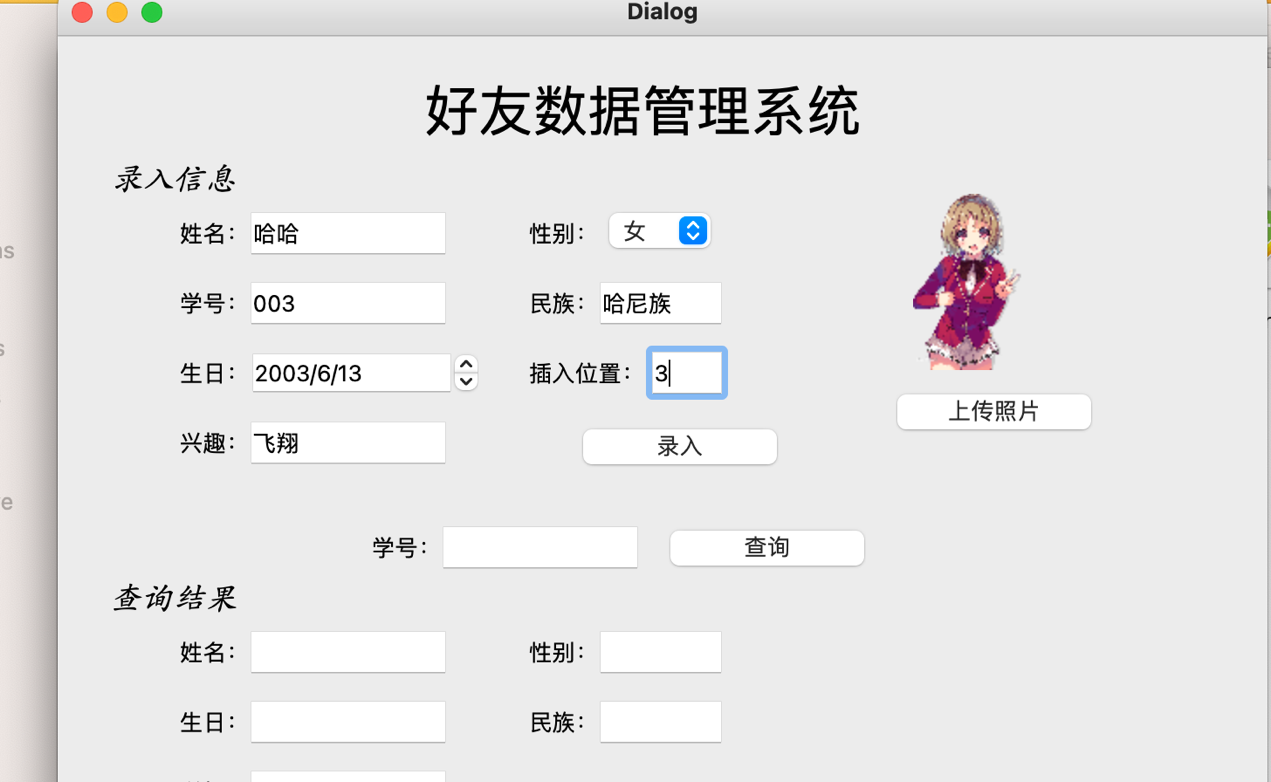 Dialog
好友数据管理系统
录入信息
姓名： 哈哈 性别： 女
学号： 003 民族： 哈尼族
生日： 2003/6/13 插入位置： 3
上传照片
兴趣： 飞翔 录入
学号： 查询
查询结果
姓名： 性别：
生日： 民族：